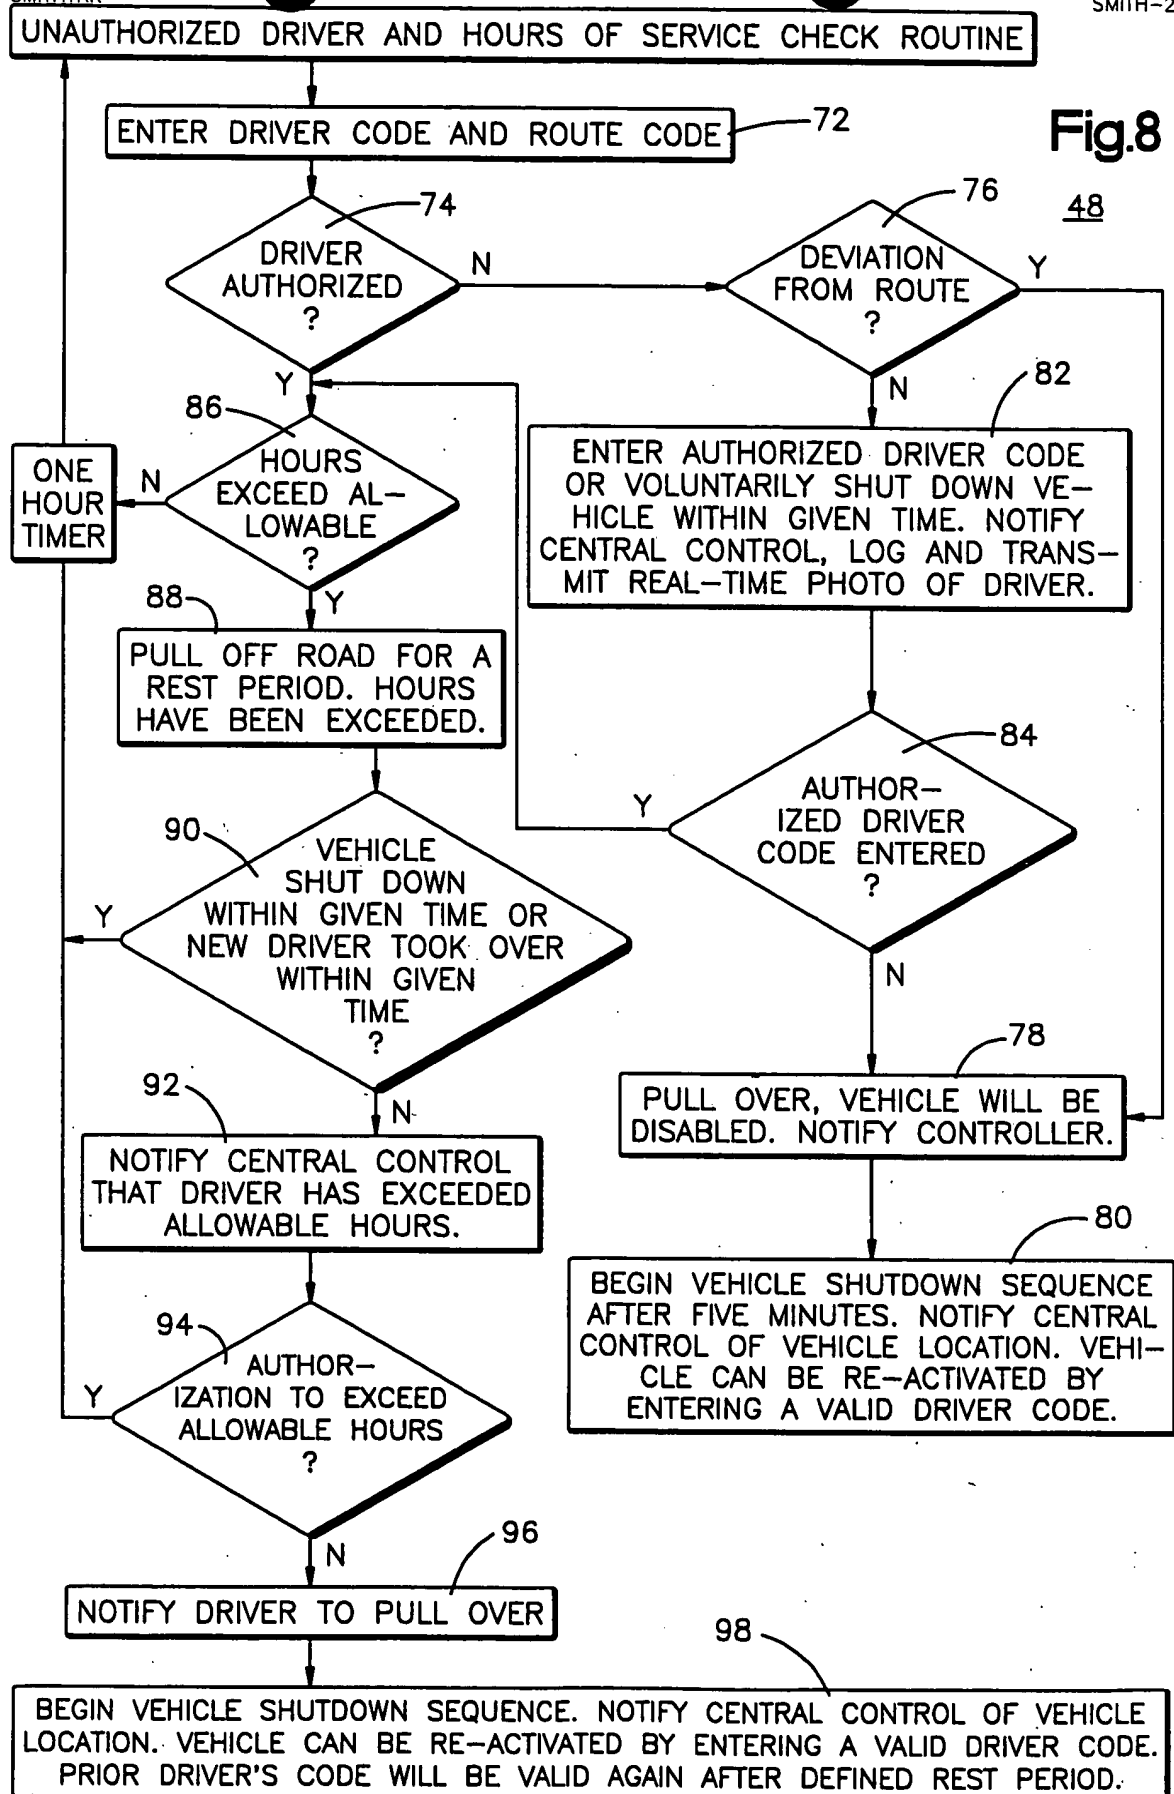 SMITH-2
UNAUTHORIZED DRIVER AND HOURS OF SERVICE CHECK ROUTINE
Fig.8
48
ENTER DRIVER CODE AND ROUTE CODE
72
74
DRIVER
AUTHORIZED
?
N
Y
76
DEVIATION
FROM ROUTE
?
Y
N
86
HOURS
EXCEED AL-
LOWABLE
?
N
Y
ONE
HOUR
TIMER
82
ENTER AUTHORIZED DRIVER CODE
OR VOLUNTARILY SHUT DOWN VE-
HICLE WITHIN GIVEN TIME. NOTIFY
CENTRAL CONTROL, LOG AND TRANS-
MIT REAL-TIME PHOTO OF DRIVER.
88
PULL OFF ROAD FOR A
REST PERIOD. HOURS
HAVE BEEN EXCEEDED.
84
AUTHOR-
IZED DRIVER
CODE ENTERED
?
Y
N
90
VEHICLE
SHUT DOWN
WITHIN GIVEN TIME OR
NEW DRIVER TOOK OVER
WITHIN GIVEN
TIME
?
Y
N
78
PULL OVER, VEHICLE WILL BE
DISABLED. NOTIFY CONTROLLER.
92
NOTIFY CENTRAL CONTROL
THAT DRIVER HAS EXCEEDED
ALLOWABLE HOURS.
80
BEGIN VEHICLE SHUTDOWN SEQUENCE
AFTER FIVE MINUTES. NOTIFY CENTRAL
CONTROL OF VEHICLE LOCATION. VEHI-
CLE CAN BE RE-ACTIVATED BY
ENTERING A VALID DRIVER CODE.
94
AUTHOR-
IZATION TO EXCEED
ALLOWABLE HOURS
?
Y
N
96
NOTIFY DRIVER TO PULL OVER
98
BEGIN VEHICLE SHUTDOWN SEQUENCE. NOTIFY CENTRAL CONTROL OF VEHICLE
LOCATION. VEHICLE CAN BE RE-ACTIVATED BY ENTERING A VALID DRIVER CODE.
PRIOR DRIVER'S CODE WILL BE VALID AGAIN AFTER DEFINED REST PERIOD.